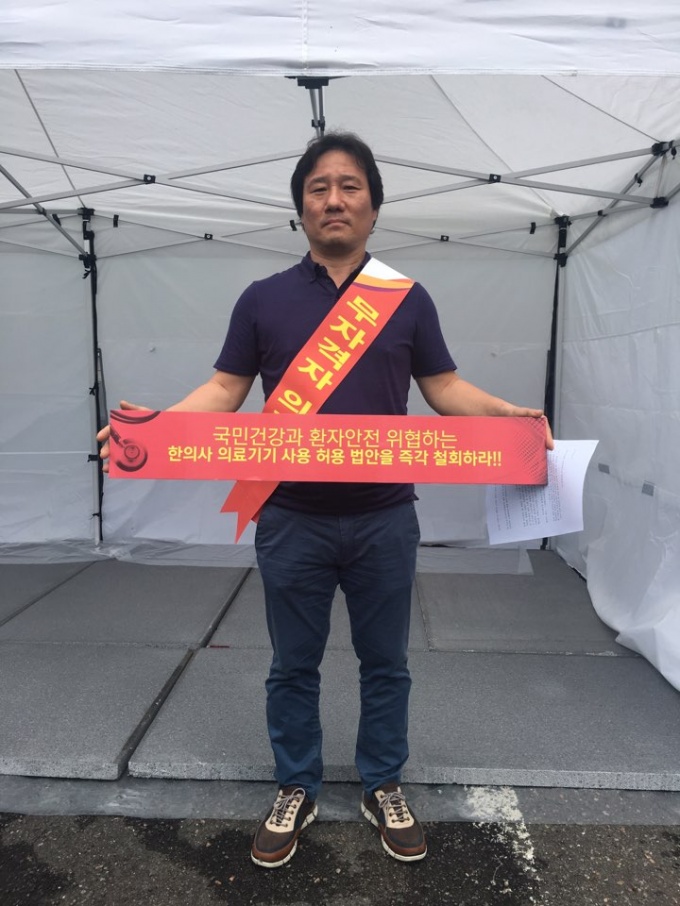 무자격자 의
국민건강과 환자안전 위협하는
한의사 의료기기 사용 허용 법안을 즉각 철회하라!!